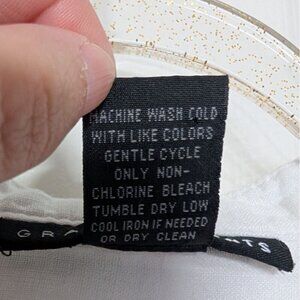 MACHINE WASH COLD
WITH LIKE COLORS
GENTLE CYCLE
ONLY NON-
CHLORINE BLEACH
TUMBLE DRY LOW
COOL IRON IF NEEDED
OR DRY CLEAN